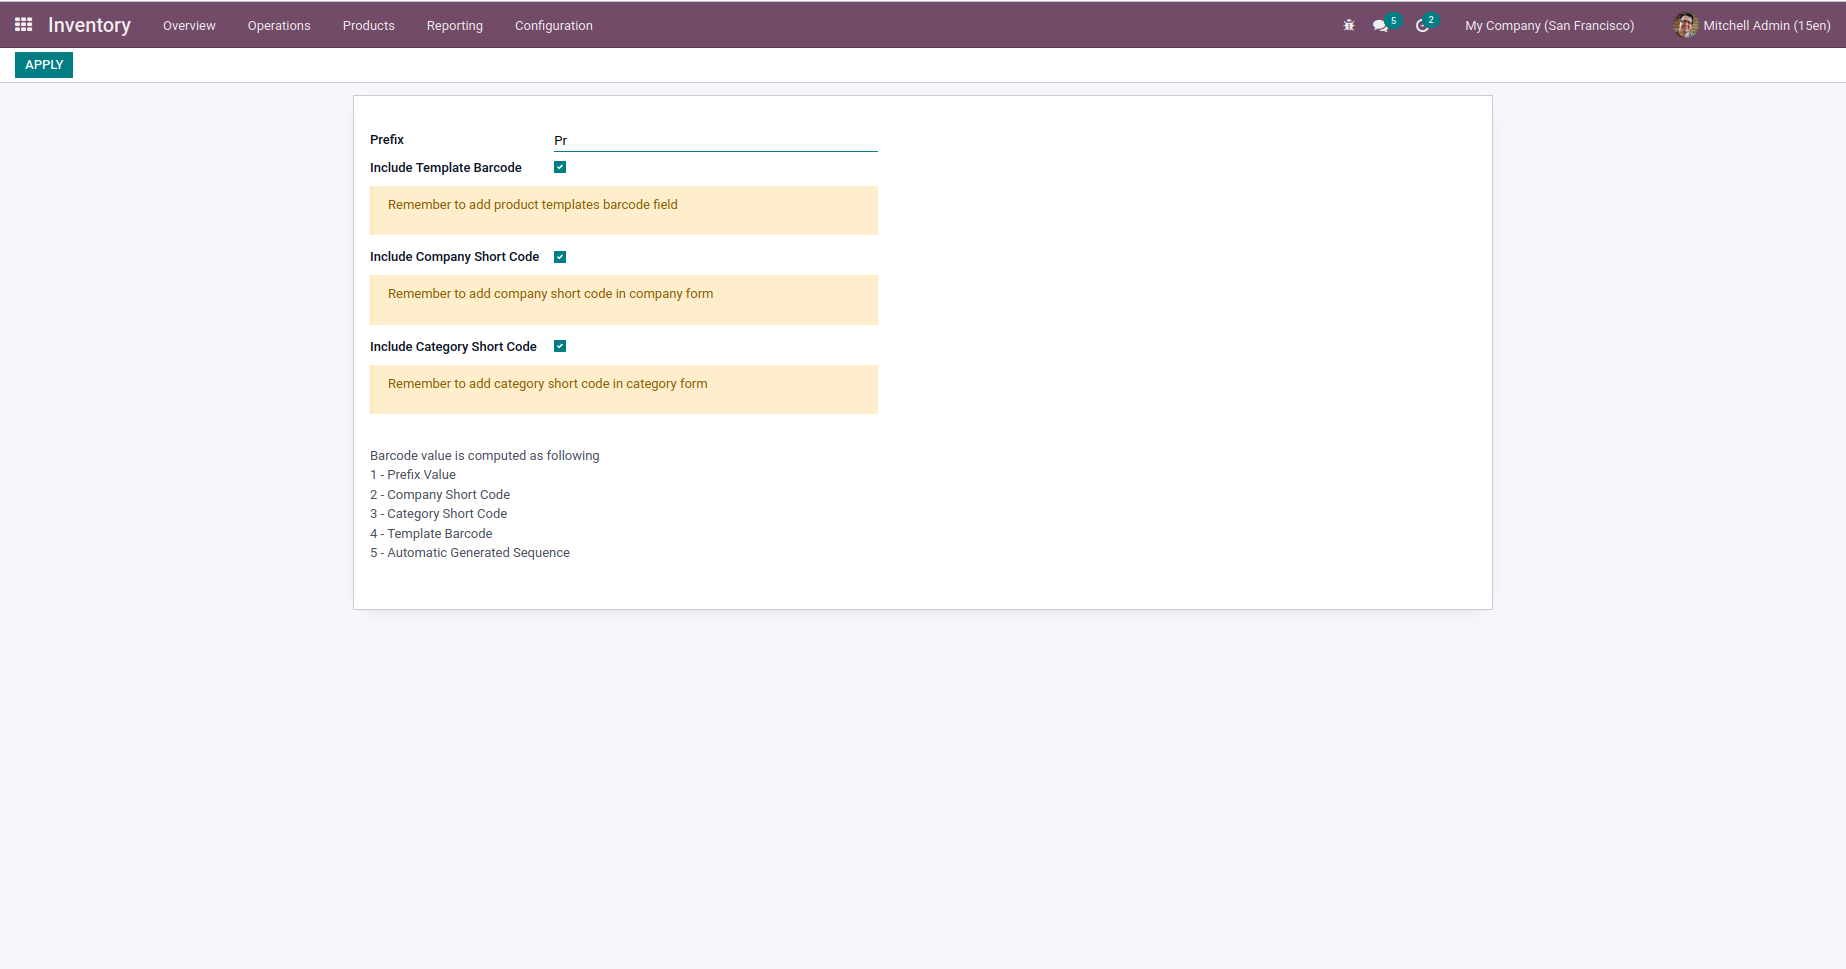 Inventory Overview Operations Products Reporting Configuration 5 2 My Company (San Francisco) Mitchell Admin (15en)
APPLY
Prefix Pr
Include Template Barcode
Remember to add product templates barcode field
Include Company Short Code
Remember to add company short code in company form
Include Category Short Code
Remember to add category short code in category form
Barcode value is computed as following
1 - Prefix Value
2 - Company Short Code
3 - Category Short Code
4 - Template Barcode
5 - Automatic Generated Sequence